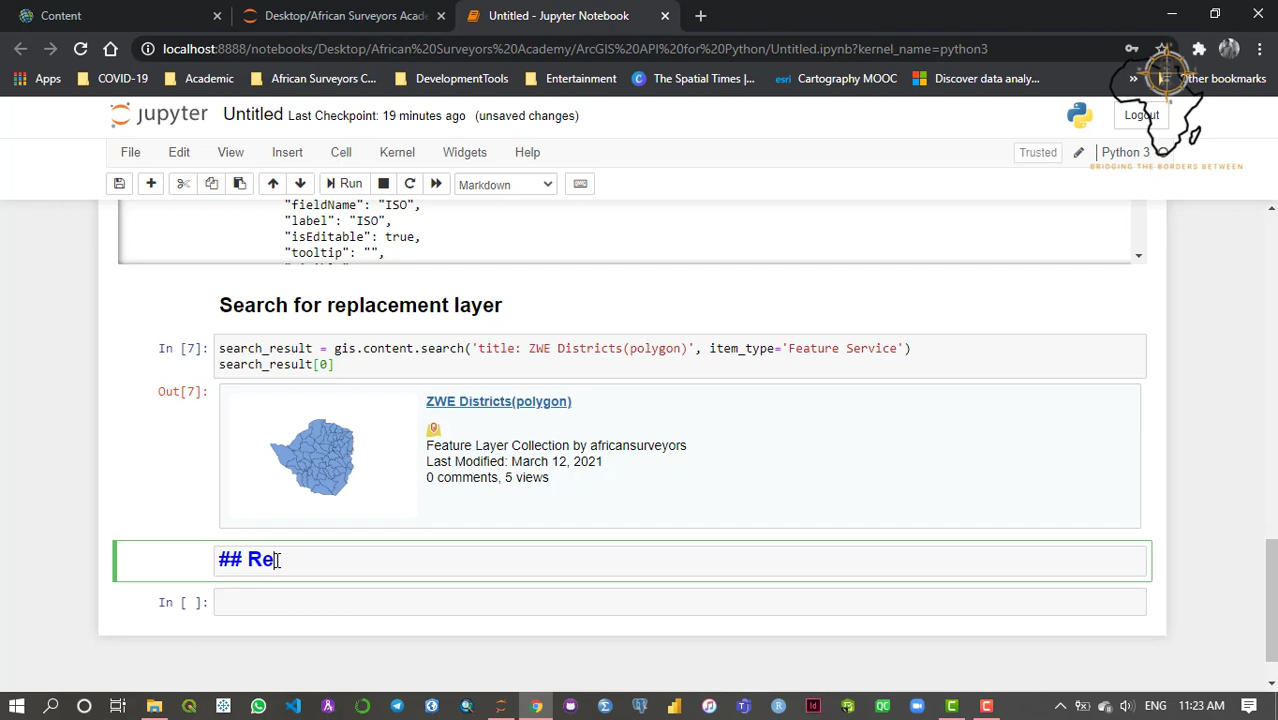 Content
Desktop/African Surveyors Acade
Untitled - Jupyter Notebook
localhost:8888/notebooks/Desktop/African%20Surveyors%20Academy/ArcGIS%20API%20for%20Python/Untitled.ipynb?kernel_name=python3
Apps
COVID-19
Academic
African Surveyors C...
DevelopmentTools
Entertainment
The Spatial Times |...
esri Cartography MOOC
Discover data analy...
»
Other bookmarks
jupyter Untitled Last Checkpoint: 19 minutes ago (unsaved changes)
Logout
File Edit View Insert Cell Kernel Widgets Help
Trusted
Python 3
BRIDGING THE BORDERS BETWEEN
Run
Markdown
"fieldName": "ISO",
"label": "ISO",
"isEditable": true,
"tooltip": "",
Search for replacement layer
In [7]: search_result = gis.content.search('title: ZWE Districts(polygon)', item_type='Feature Service')
search_result[0]
Out[7]:
ZWE Districts(polygon)
Feature Layer Collection by africansurveyors
Last Modified: March 12, 2021
0 comments, 5 views
## Re
In [ ]:
ENG 11:23 AM